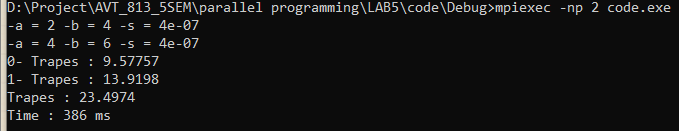 D:\Project\AVT_813_5SEM\parallel programming\LAB5\code\Debug>mpiexec -np 2 code.exe
-a = 2 -b = 4 -s = 4e-07
-a = 4 -b = 6 -s = 4e-07
0- Trapes : 9.57757
1- Trapes : 13.9198
Trapes : 23.4974
Time : 386 ms